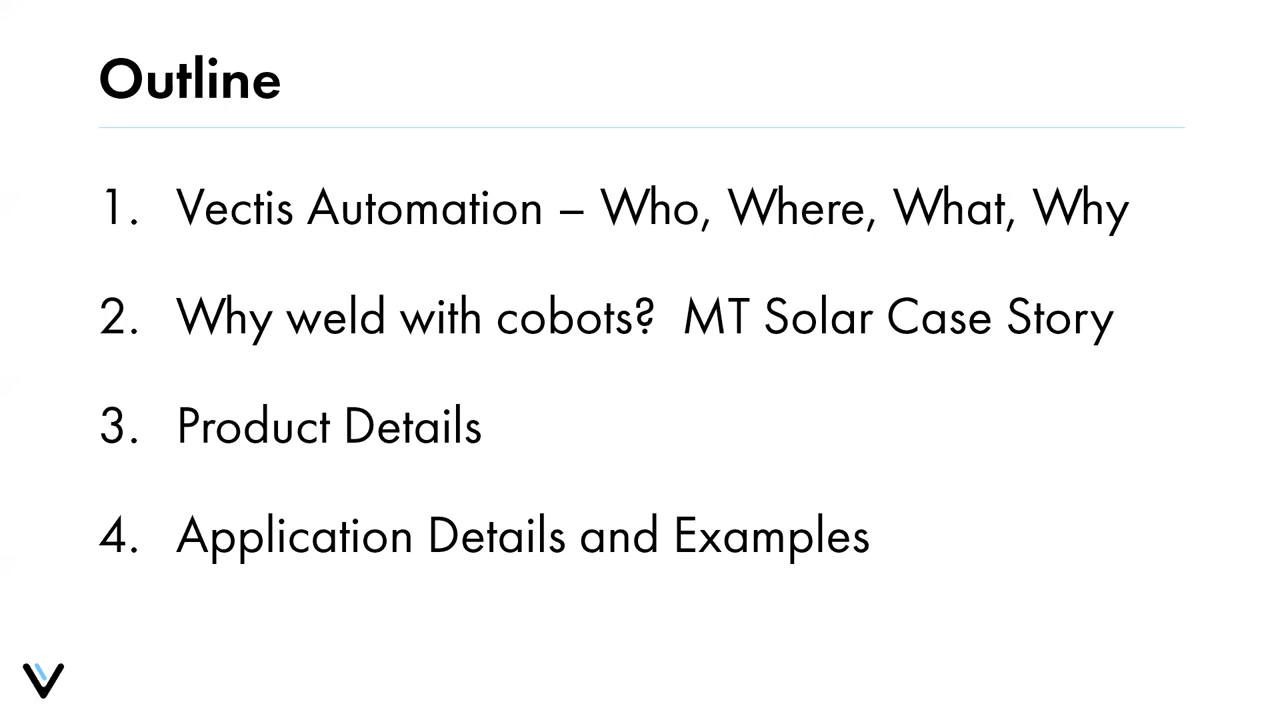 Outline
1. Vectis Automation – Who, Where, What, Why
2. Why weld with cobots?  MT Solar Case Story
3. Product Details
4. Application Details and Examples